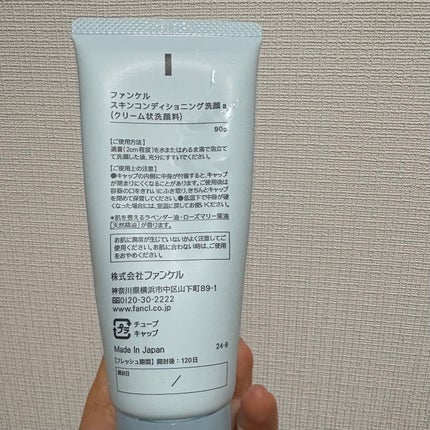 ファンケル
スキンコンディショニング洗顔a
(クリーム状洗顔料)
90g
【ご使用方法】
適量(2cm程度)を水またはぬるま湯で泡立て
て洗顔した後、充分にすすいでください。
【ご使用上の注意】
●キャップの内側に中身が付着すると、キャップ
が閉まりにくくなることがあります。ご使用後は
容器の口をきれいにふき取り、きちんとキャップ
を閉めて保管してください。●低温下で中身が硬
くなった場合には、室温に戻してお使いください。
●肌を整えるラベンダー油・ローズマリー葉油
[天然精油]が香ります。
お肌に異常が生じていないかよく注意してご
使用ください。お肌に合わない時は、ご使用
をおやめください。
株式会社ファンケル
神奈川県横浜市中区山下町89-1
0120-30-2222
www.fancl.co.jp
プラ
チューブ
キャップ
Made In Japan
24-B
【フレッシュ期間】開封後:120日
開封日
/